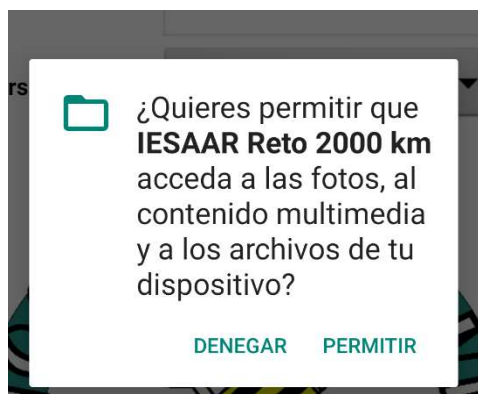 rs
¿Quieres permitir que
IESAAR Reto 2000 km
acceda a las fotos, al
contenido multimedia
y a los archivos de tu
dispositivo?
DENEGAR PERMITIR